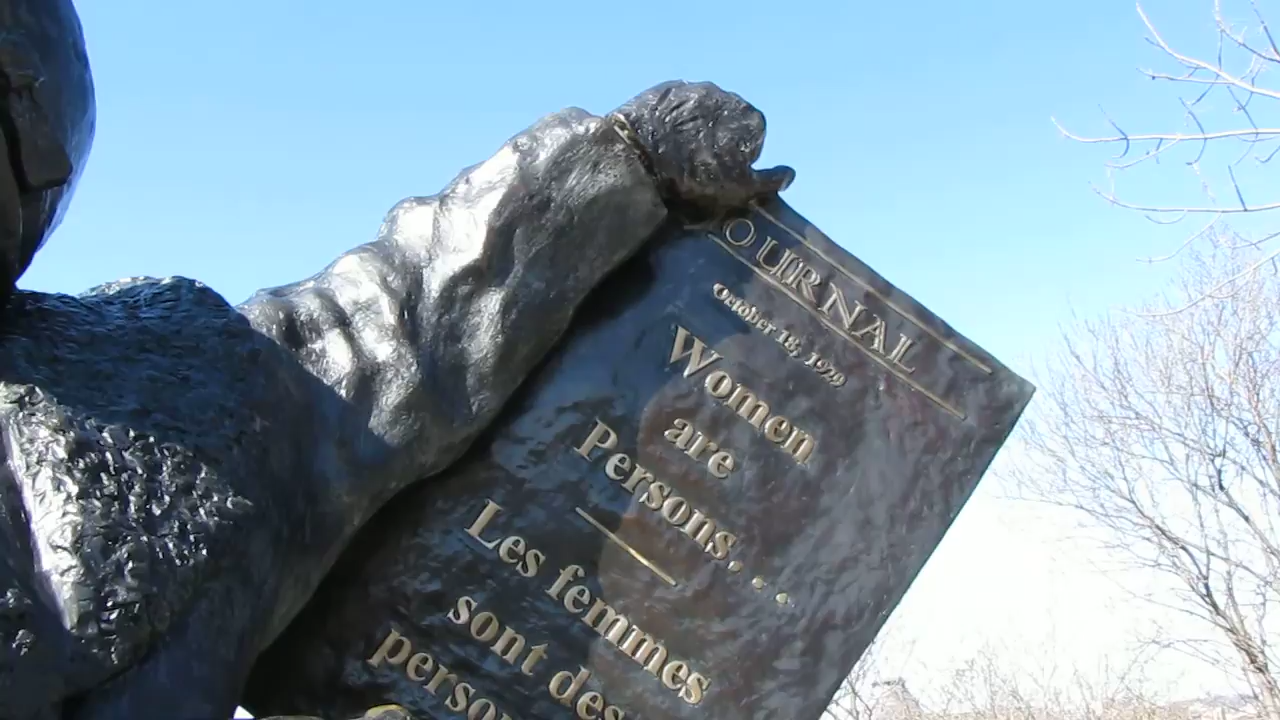 OURNAL
October 18, 1929
Women
are
Persons...
Les femmes
sont des